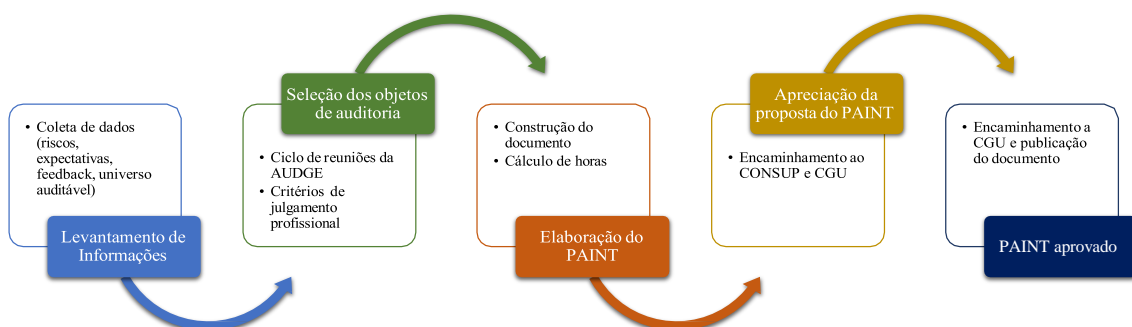 • Coleta de dados
(riscos,
expectativas,
feedback, universo
auditável)
Levantamento de
Informações
Seleção dos objetos
de auditoria
• Ciclo de reuniões da
AUDGE
• Critérios de
julgamento
profissional
• Construção do
documento
• Cálculo de horas
Elaboração do
PAINT
Apreciação da
proposta do PAINT
• Encaminhamento ao
CONSUP e CGU
• Encaminhamento a
CGU e publicação
do documento
PAINT aprovado